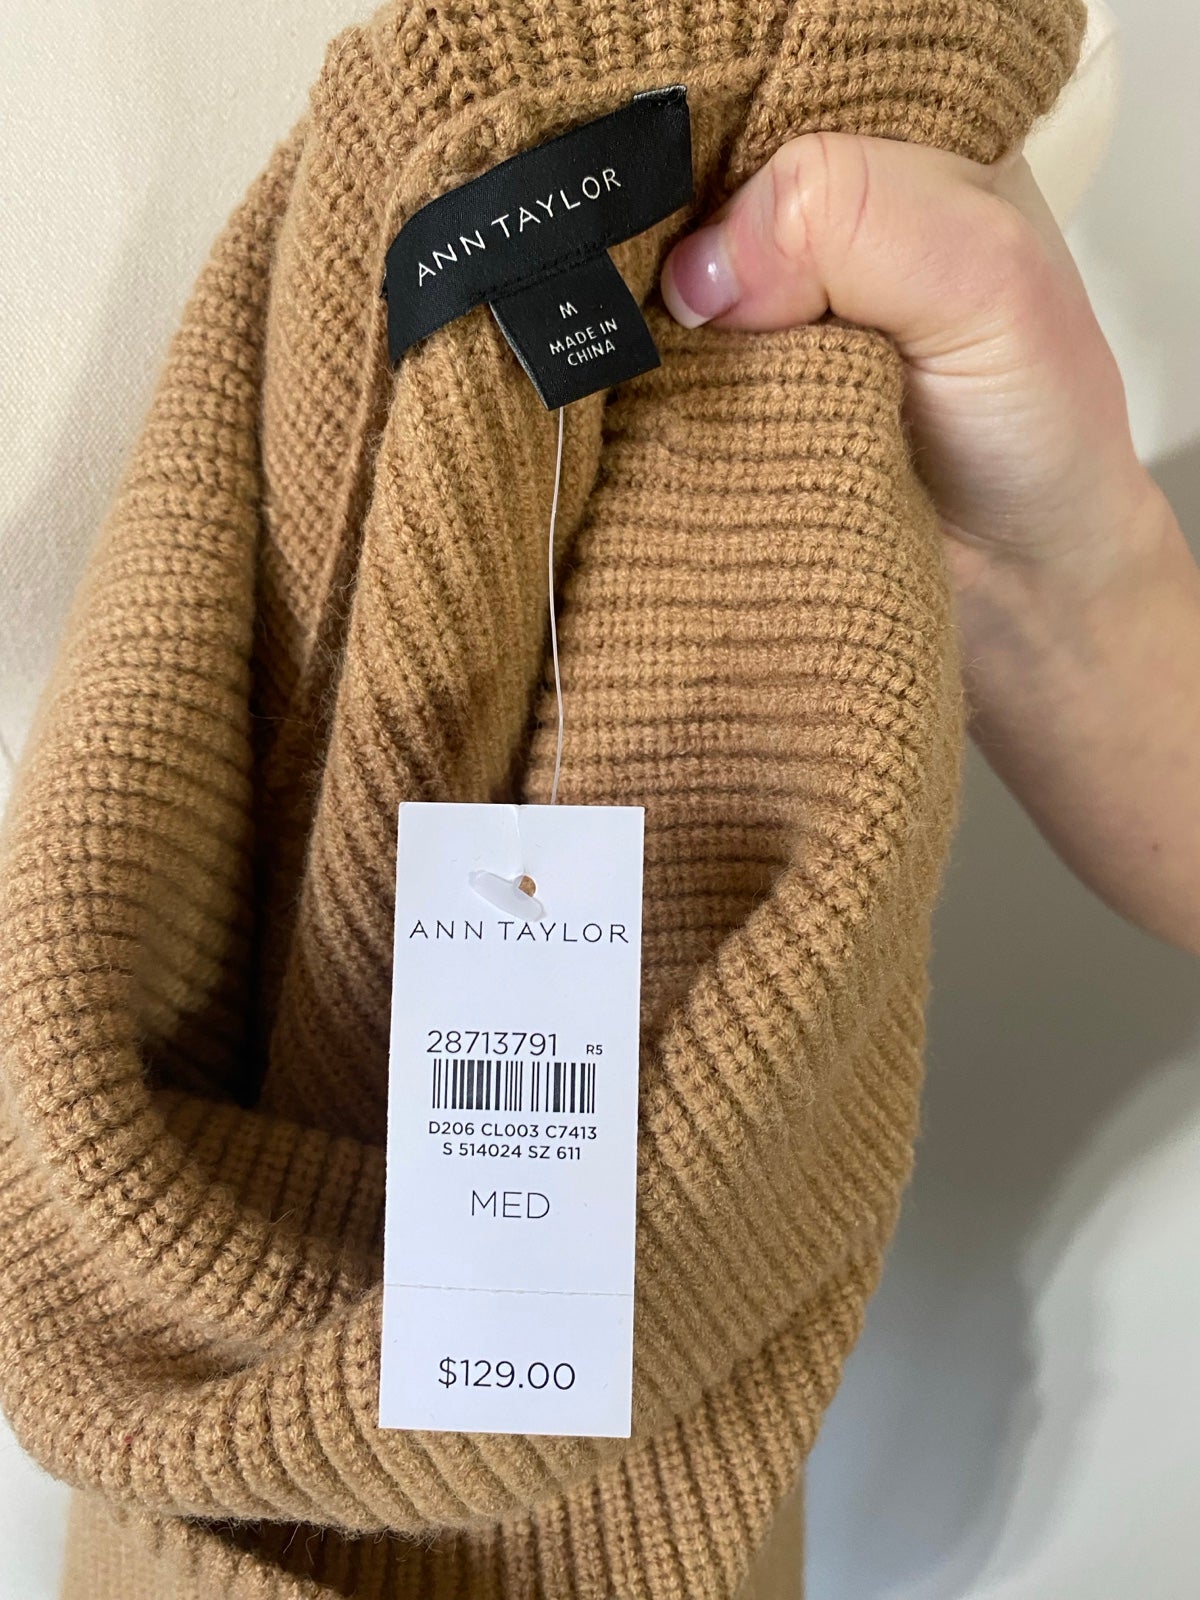 ANN TAYLOR
M
MADE IN
CHINA
ANN TAYLOR
28713791 R5
D206 CL003 C7413
S 514024 SZ 611
MED
$129.00